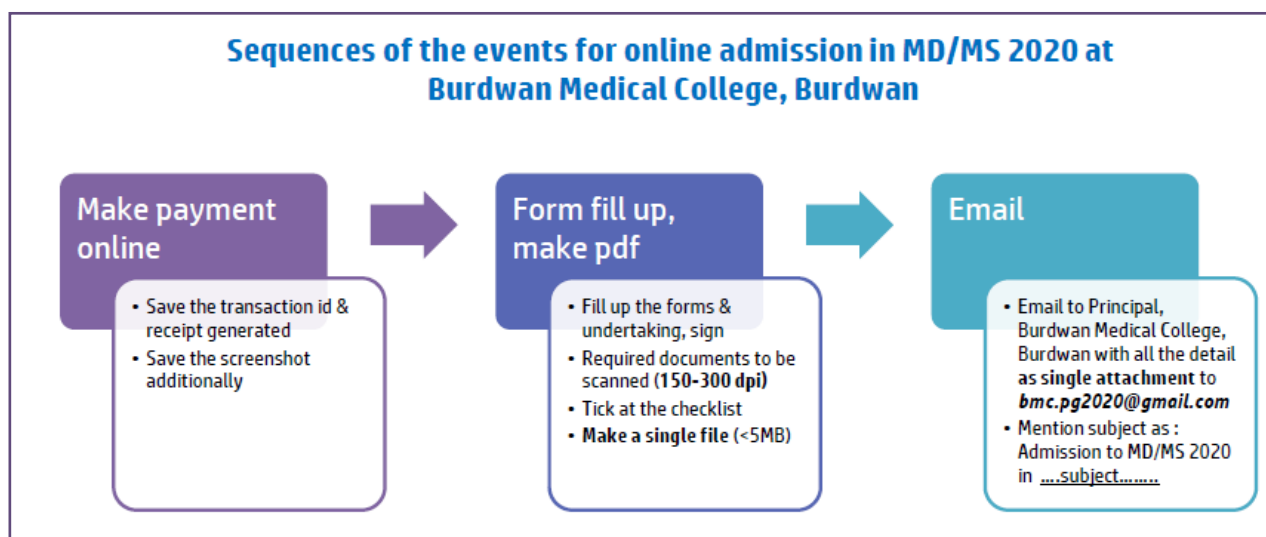 Sequences of the events for online admission in MD/MS 2020 at
Burdwan Medical College, Burdwan
Make payment
online
• Save the transaction id &
receipt generated
• Save the screenshot
additionally
Form fill up,
make pdf
• Fill up the forms &
undertaking, sign
• Required documents to be
scanned (150-300 dpi)
• Tick at the checklist
• Make a single file (<5MB)
Email
• Email to Principal,
Burdwan Medical College,
Burdwan with all the detail
as single attachment to
bmc.pg2020@gmail.com
• Mention subject as :
Admission to MD/MS 2020
in ....subject........